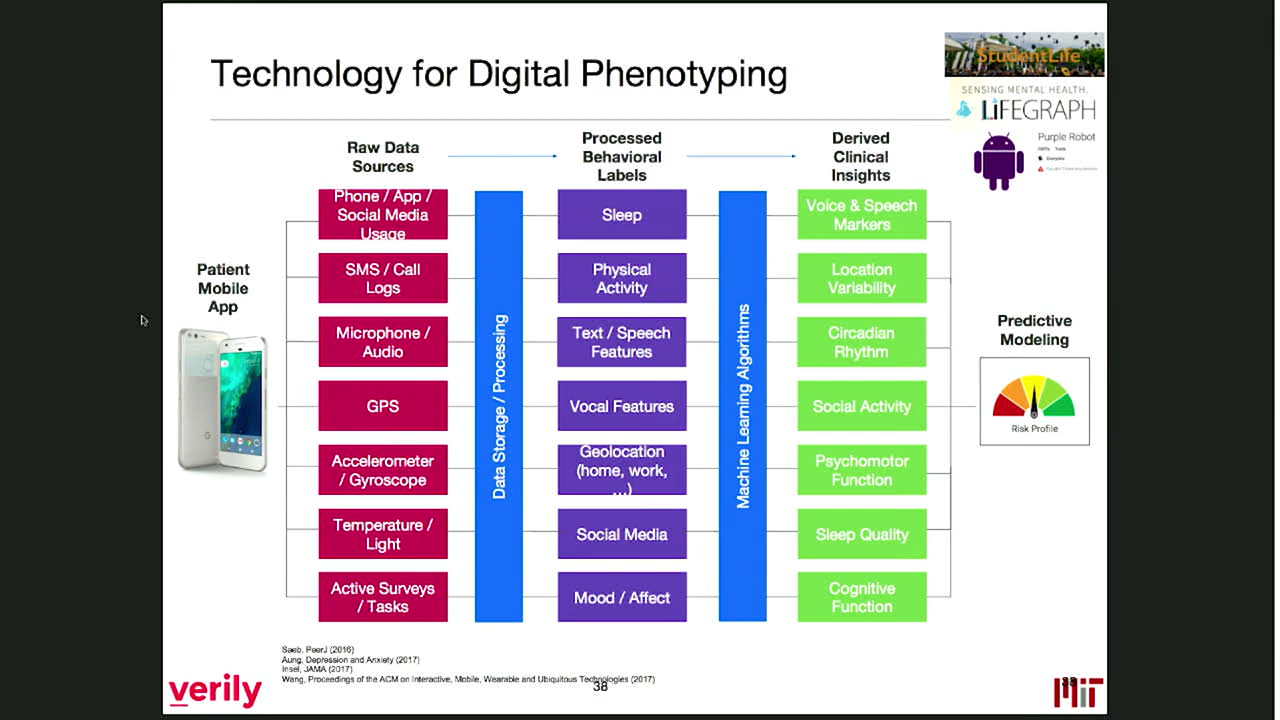 Technology for Digital Phenotyping
StudentLife
SENSING MENTAL HEALTH.
LiFEGRAPH
Purple Robot
Raw Data
Sources
Processed
Behavioral
Labels
Derived
Clinical
Insights
Patient
Mobile
App
Phone / App /
Social Media
Usage
SMS / Call
Logs
Microphone /
Audio
GPS
Accelerometer
/ Gyroscope
Temperature /
Light
Active Surveys
/ Tasks
Data Storage / Processing
Sleep
Physical
Activity
Text / Speech
Features
Vocal Features
Geolocation
(home, work,
...)
Social Media
Mood / Affect
Machine Learning Algorithms
Voice & Speech
Markers
Location
Variability
Circadian
Rhythm
Social Activity
Psychomotor
Function
Sleep Quality
Cognitive
Function
Predictive
Modeling
Risk Profile
Saeb, PeerJ (2016)
Aung, Depression and Anxiety (2017)
Insel, JAMA (2017)
Wang, Proceedings of the ACM on Interactive, Mobile, Wearable and Ubiquitous Technologies (2017)
verily
38
38
MIT